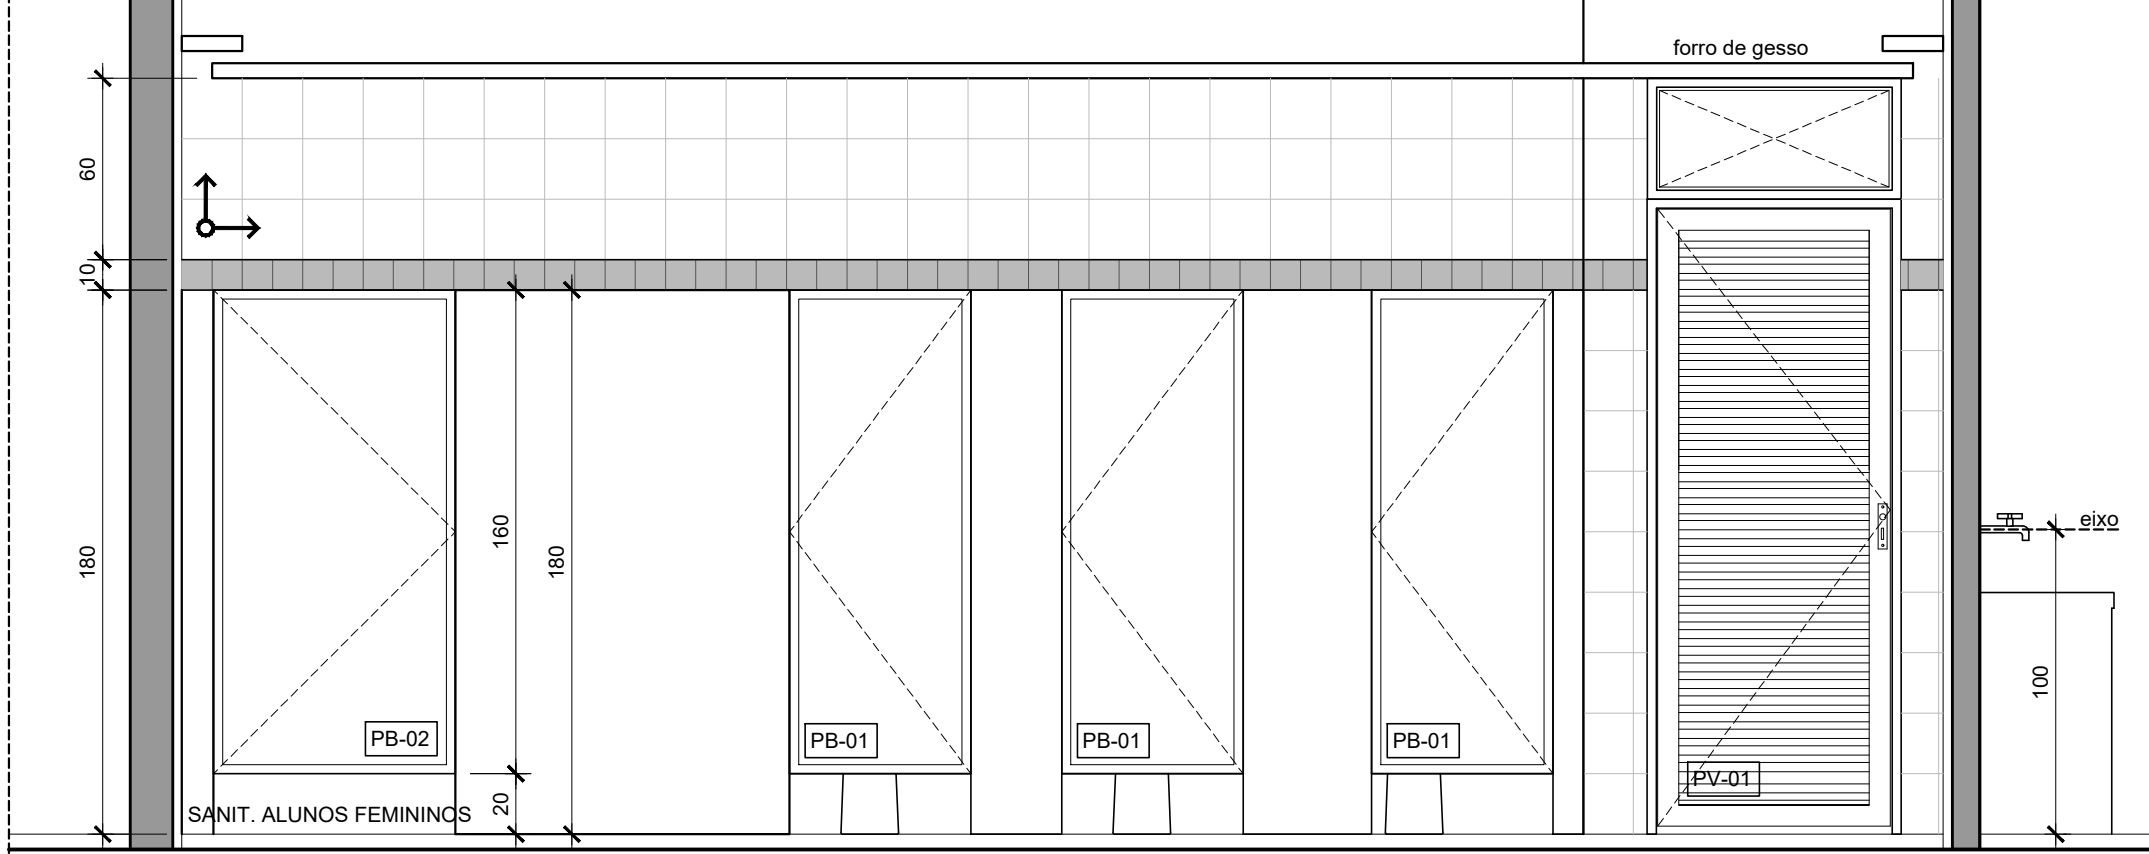 forro de gesso
60
10
180
160
180
20
eixo
100
PB-02
PB-01
PB-01
PB-01
PV-01
SANIT. ALUNOS FEMININOS